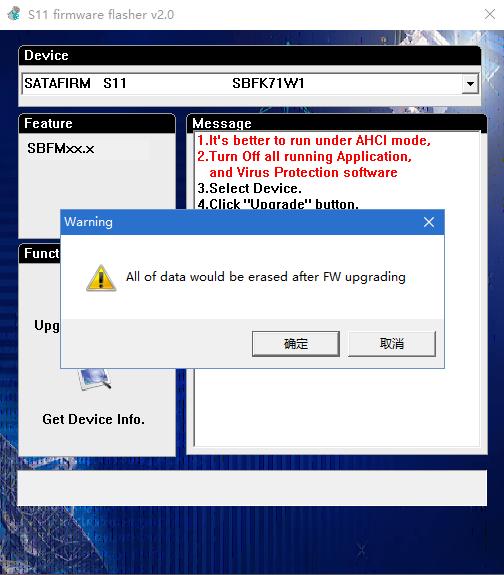 S11 firmware flasher v2.0
Device
SATAFIRM S11 SBFK71W1
Feature
SBFMxx.x
Message
1.It's better to run under AHCI mode,
2.Turn Off all running Application,
and Virus Protection software
3.Select Device.
4.Click "Upgrade" button.
Warning
All of data would be erased after FW upgrading
确定
取消
Get Device Info.